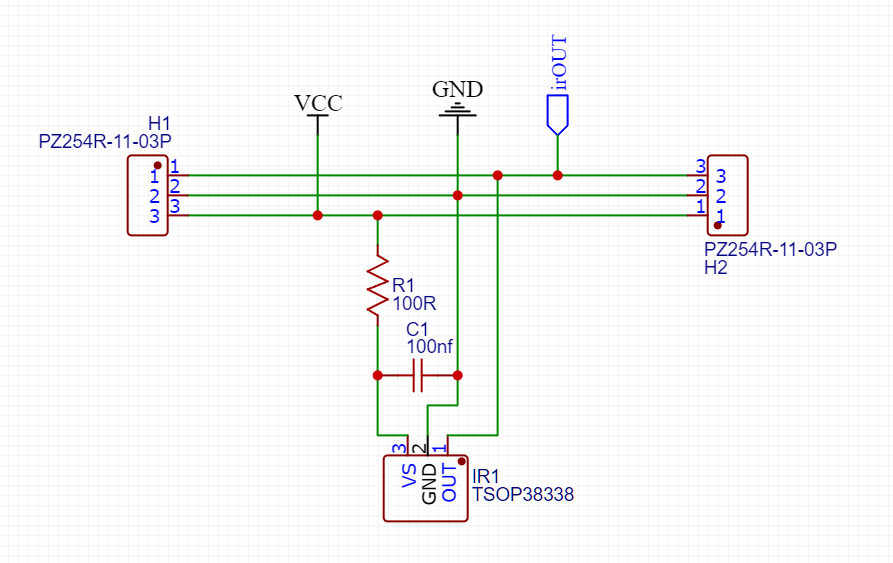 irOUT
VCC
GND
H1
PZ254R-11-03P
1
1
2
2
3
3
3
3
2
2
1
1
PZ254R-11-03P
H2
R1
100R
C1
100nf
3
2
1
VS
GND
OUT
IR1
TSOP38338